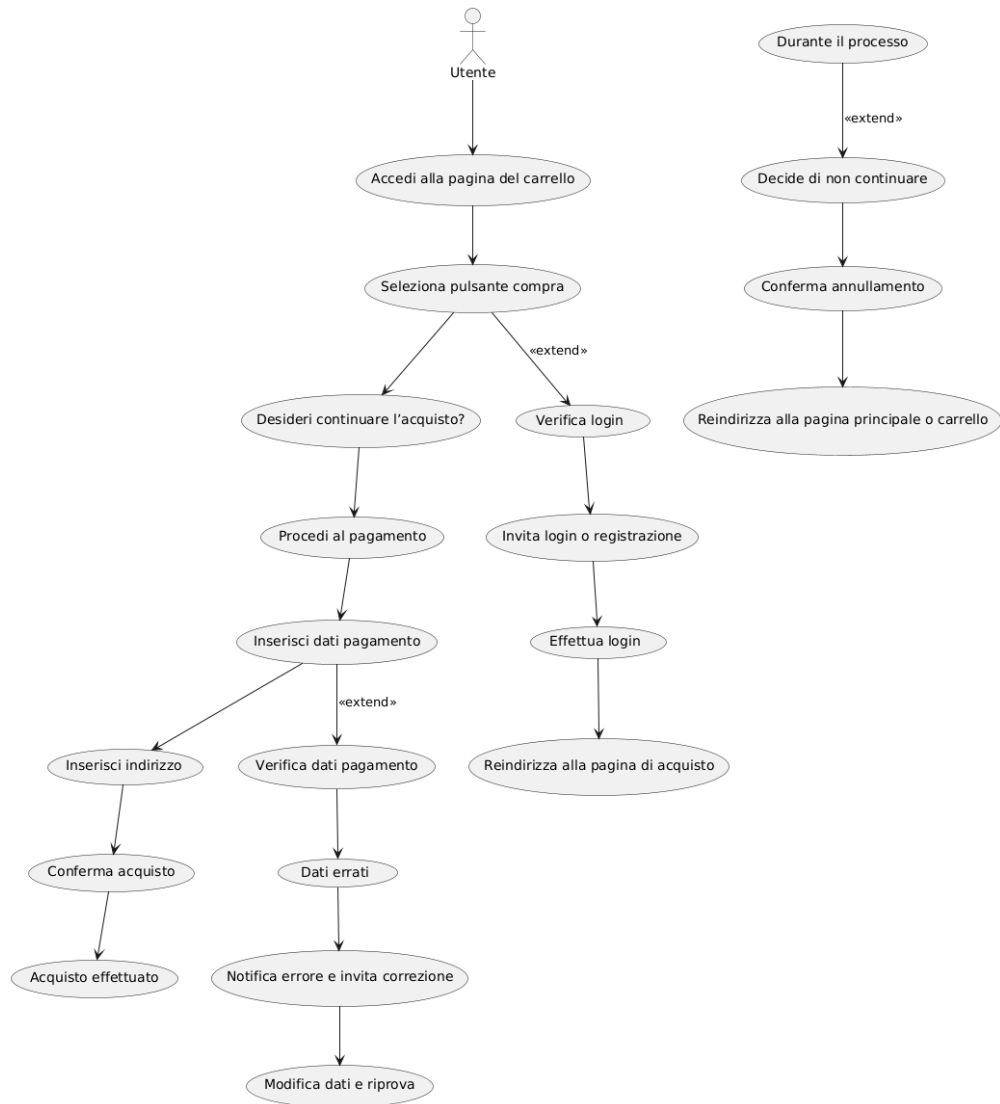 Utente
Durante il processo
«extend»
Accedi alla pagina del carrello
Decide di non continuare
Seleziona pulsante compra
Conferma annullamento
«extend»
Desideri continuare l’acquisto?
Verifica login
Reindirizza alla pagina principale o carrello
Procedi al pagamento
Invita login o registrazione
Inserisci dati pagamento
Effettua login
«extend»
Inserisci indirizzo
Verifica dati pagamento
Reindirizza alla pagina di acquisto
Conferma acquisto
Dati errati
Acquisto effettuato
Notifica errore e invita correzione
Modifica dati e riprova